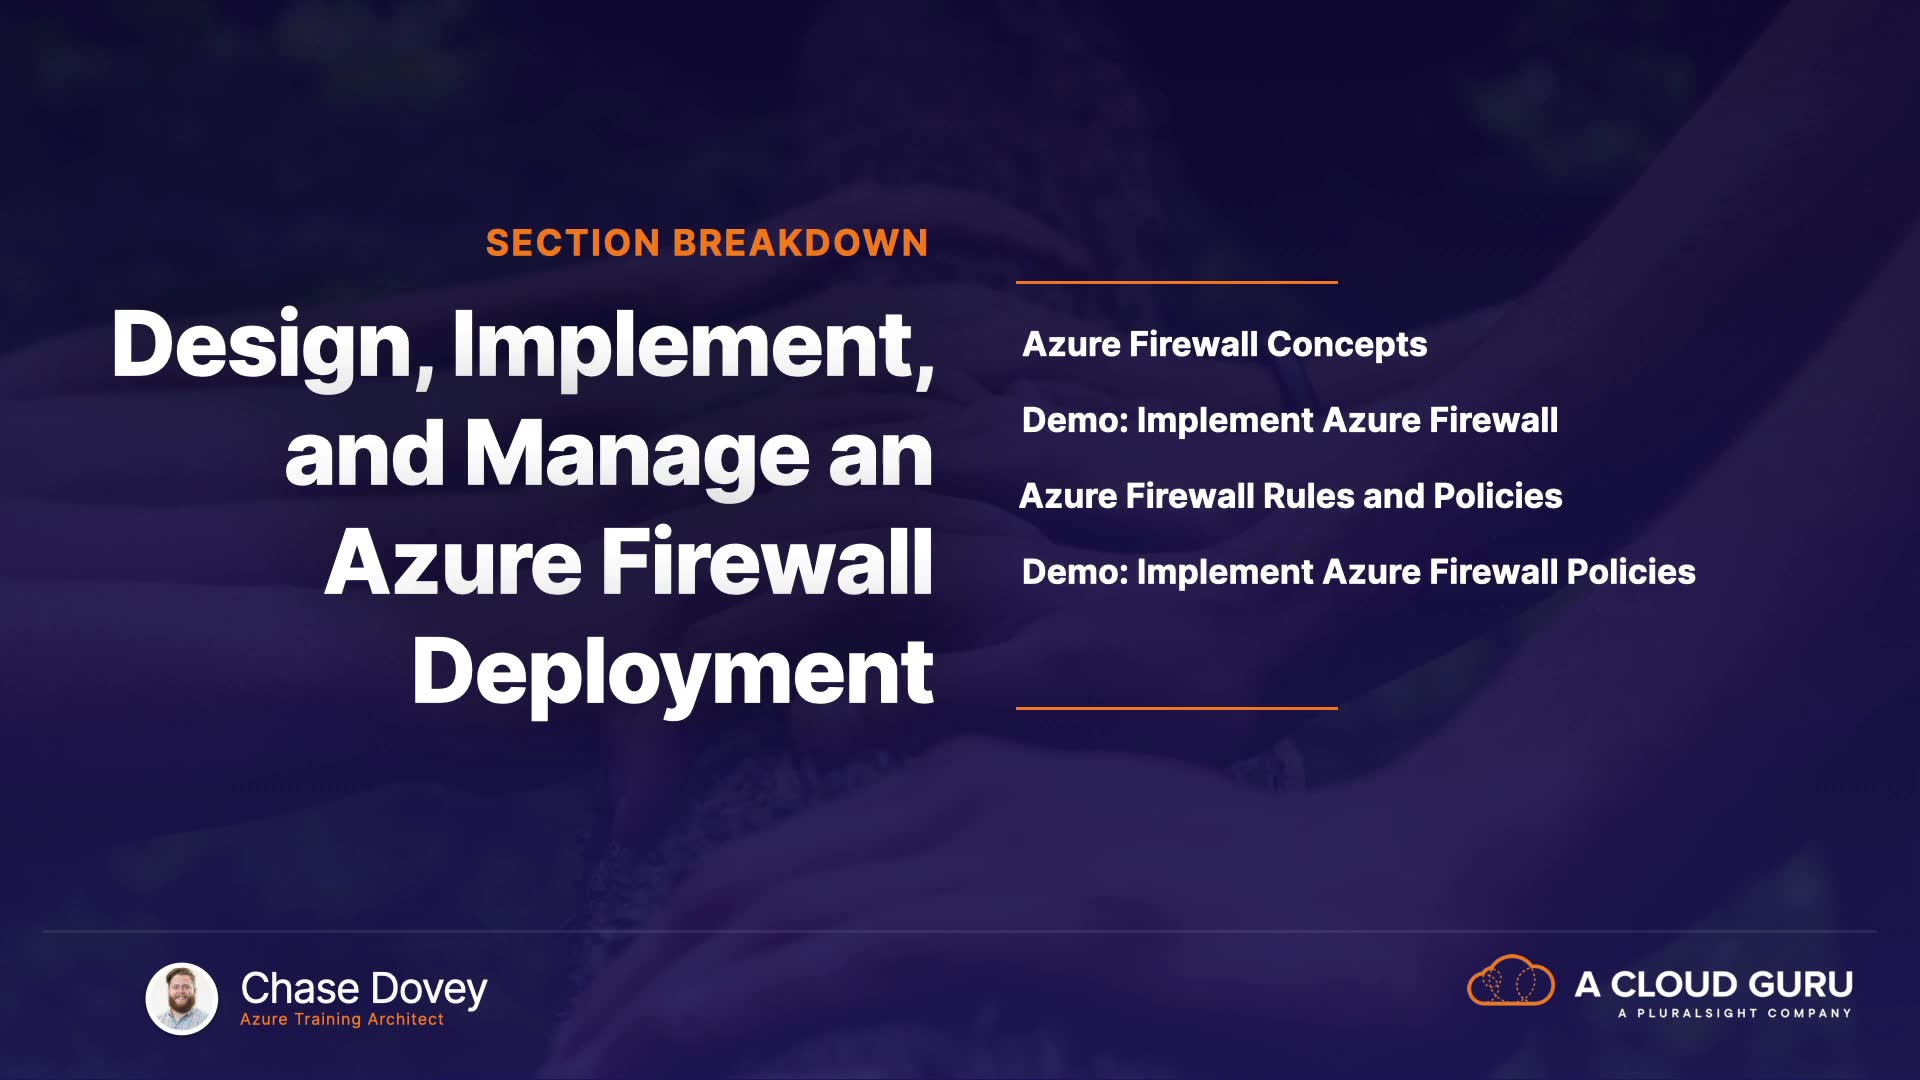 SECTION BREAKDOWN
Design, Implement,
and Manage an
Azure Firewall
Deployment
Azure Firewall Concepts
Demo: Implement Azure Firewall
Azure Firewall Rules and Policies
Demo: Implement Azure Firewall Policies
Chase Dovey
Azure Training Architect
A CLOUD GURU
A PLURALSIGHT COMPANY